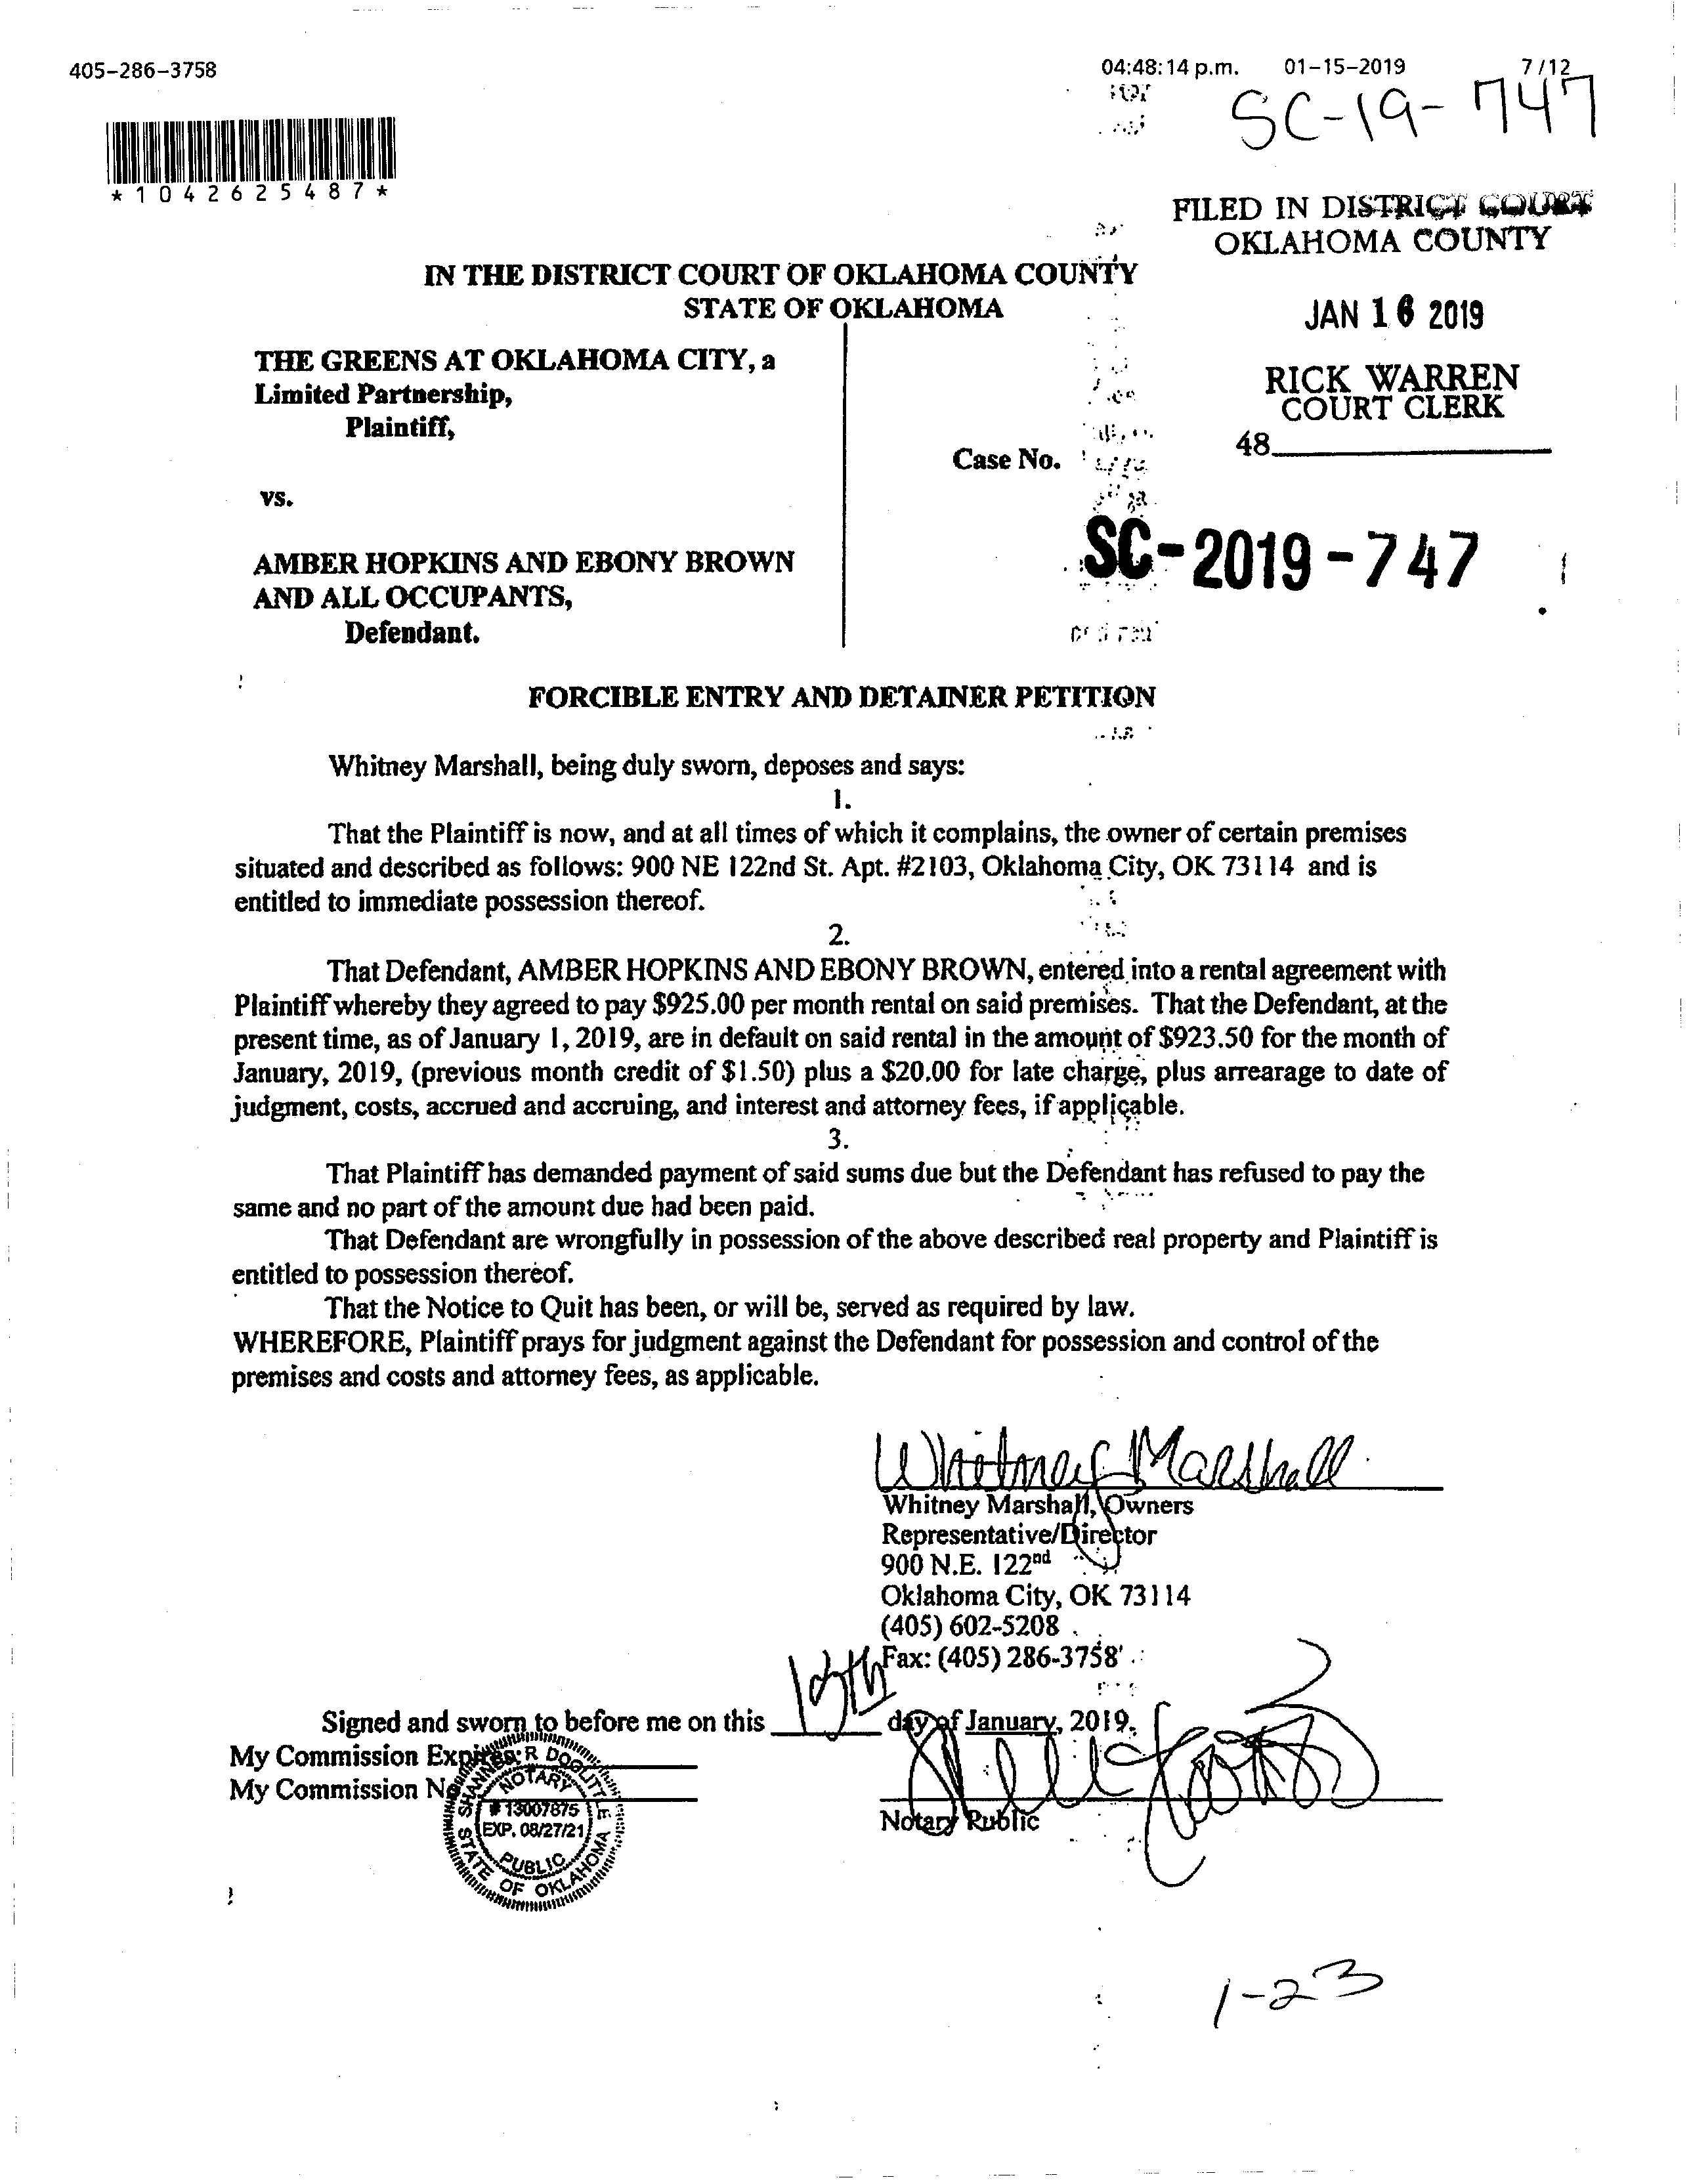 405-286-3758
04:48:14 p.m. 01-15-2019 7/12
SC-19-747
*1042625487*
FILED IN DISTRICT COURT
OKLAHOMA COUNTY
IN THE DISTRICT COURT OF OKLAHOMA COUNTY
STATE OF OKLAHOMA
JAN 16 2019
RICK WARREN
COURT CLERK
48
THE GREENS AT OKLAHOMA CITY, a
Limited Partnership,
Plaintiff,
Case No.
vs.
SC-2019-747
AMBER HOPKINS AND EBONY BROWN
AND ALL OCCUPANTS,
Defendant.
FORCIBLE ENTRY AND DETAINER PETITION
Whitney Marshall, being duly sworn, deposes and says:
1.
That the Plaintiff is now, and at all times of which it complains, the owner of certain premises
situated and described as follows: 900 NE 122nd St. Apt. #2103, Oklahoma City, OK 73114 and is
entitled to immediate possession thereof.
2.
That Defendant, AMBER HOPKINS AND EBONY BROWN, entered into a rental agreement with
Plaintiff whereby they agreed to pay $925.00 per month rental on said premises. That the Defendant, at the
present time, as of January 1, 2019, are in default on said rental in the amount of $923.50 for the month of
January, 2019, (previous month credit of $1.50) plus a $20.00 for late charge, plus arrearage to date of
judgment, costs, accrued and accruing, and interest and attorney fees, if applicable.
3.
That Plaintiff has demanded payment of said sums due but the Defendant has refused to pay the
same and no part of the amount due had been paid.
That Defendant are wrongfully in possession of the above described real property and Plaintiff is
entitled to possession thereof.
That the Notice to Quit has been, or will be, served as required by law.
WHEREFORE, Plaintiff prays for judgment against the Defendant for possession and control of the
premises and costs and attorney fees, as applicable.
Whitney Marshall
Whitney Marshall, Owners
Representative/Director
900 N.E. 122nd
Oklahoma City, OK 73114
(405) 602-5208
Fax: (405) 286-3758
Signed and sworn to before me on this 15th day of January, 2019.
My Commission Expires:
My Commission No
SHANNER R DOOLITTLE
NOTARY
# 13007875
EXP. 08/27/21
PUBLIC
STATE OF OKLAHOMA
Notary Public
1-23